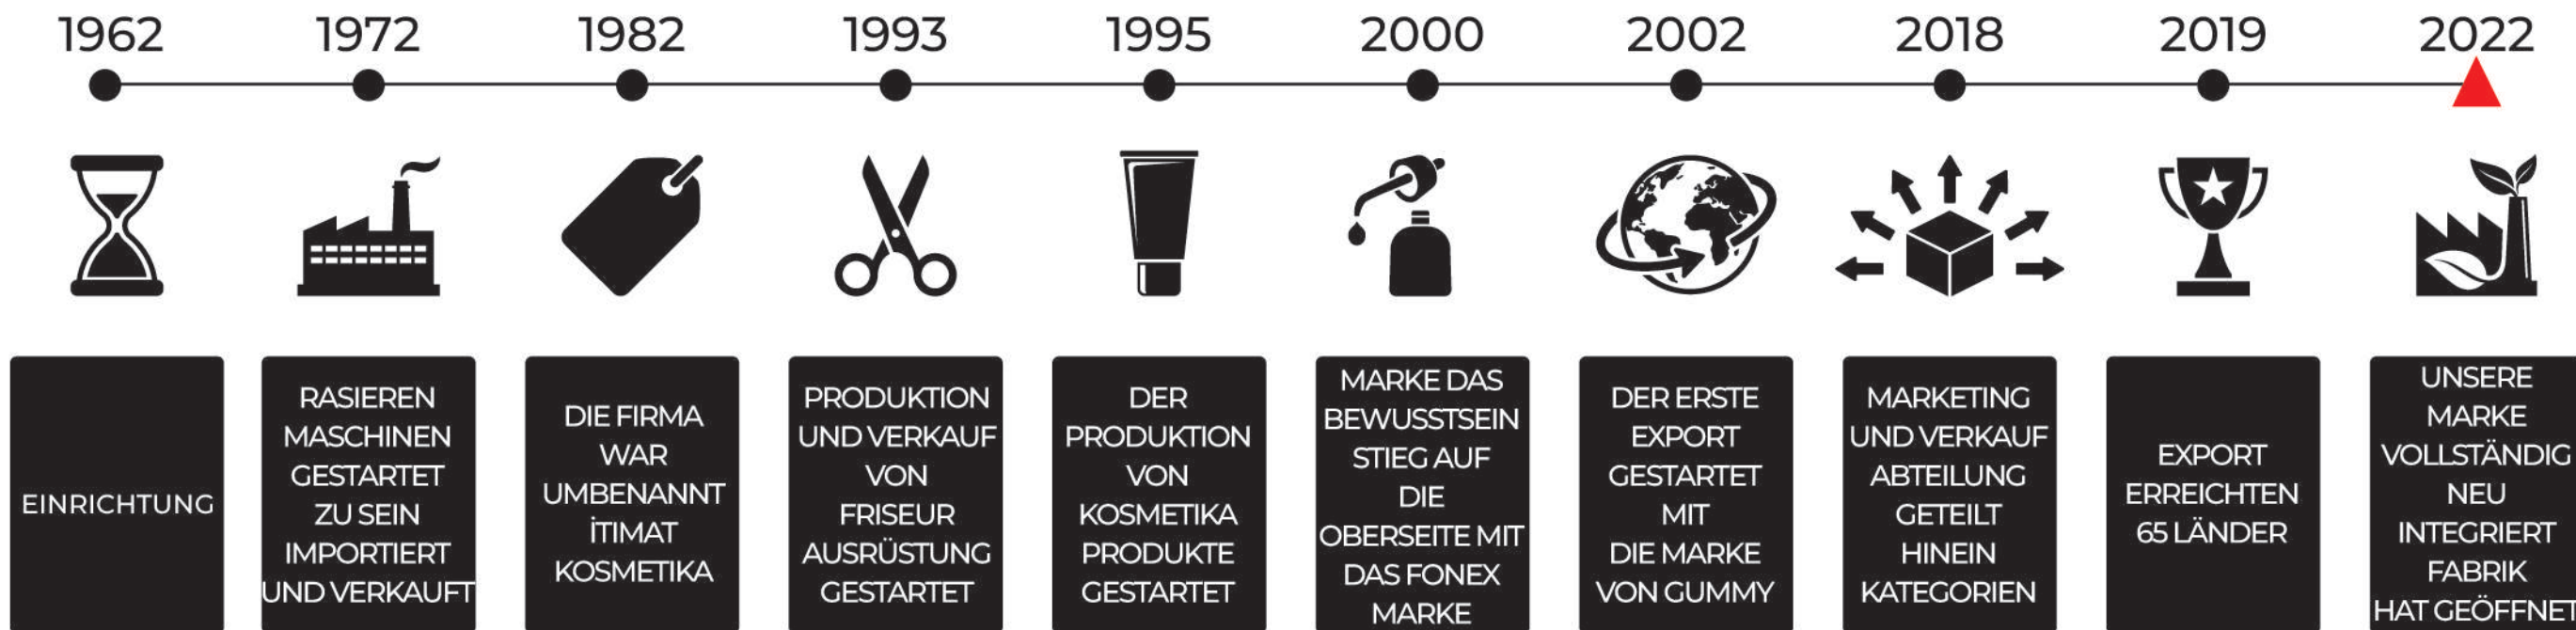 1962
1972
1982
1993
1995
2000
2002
2018
2019
2022
EINRICHTUNG
RASIEREN
MASCHINEN
GESTARTET
ZU SEIN
IMPORTIERT
UND VERKAUFT
DIE FIRMA
WAR
UMBENANNT
İTIMAT
KOSMETIKA
PRODUKTION
UND VERKAUF
VON
FRISEUR
AUSRÜSTUNG
GESTARTET
DER
PRODUKTION
VON
KOSMETIKA
PRODUKTE
GESTARTET
MARKE DAS
BEWUSSTSEIN
STIEG AUF
DIE
OBERSEITE MIT
DAS FONEX
MARKE
DER ERSTE
EXPORT
GESTARTET
MIT
DIE MARKE
VON GUMMY
MARKETING
UND VERKAUF
ABTEILUNG
GETEILT
HINEIN
KATEGORIEN
EXPORT
ERREICHTEN
65 LÄNDER
UNSERE
MARKE
VOLLSTÄNDIG
NEU
INTEGRIERT
FABRIK
HAT GEÖFFNET